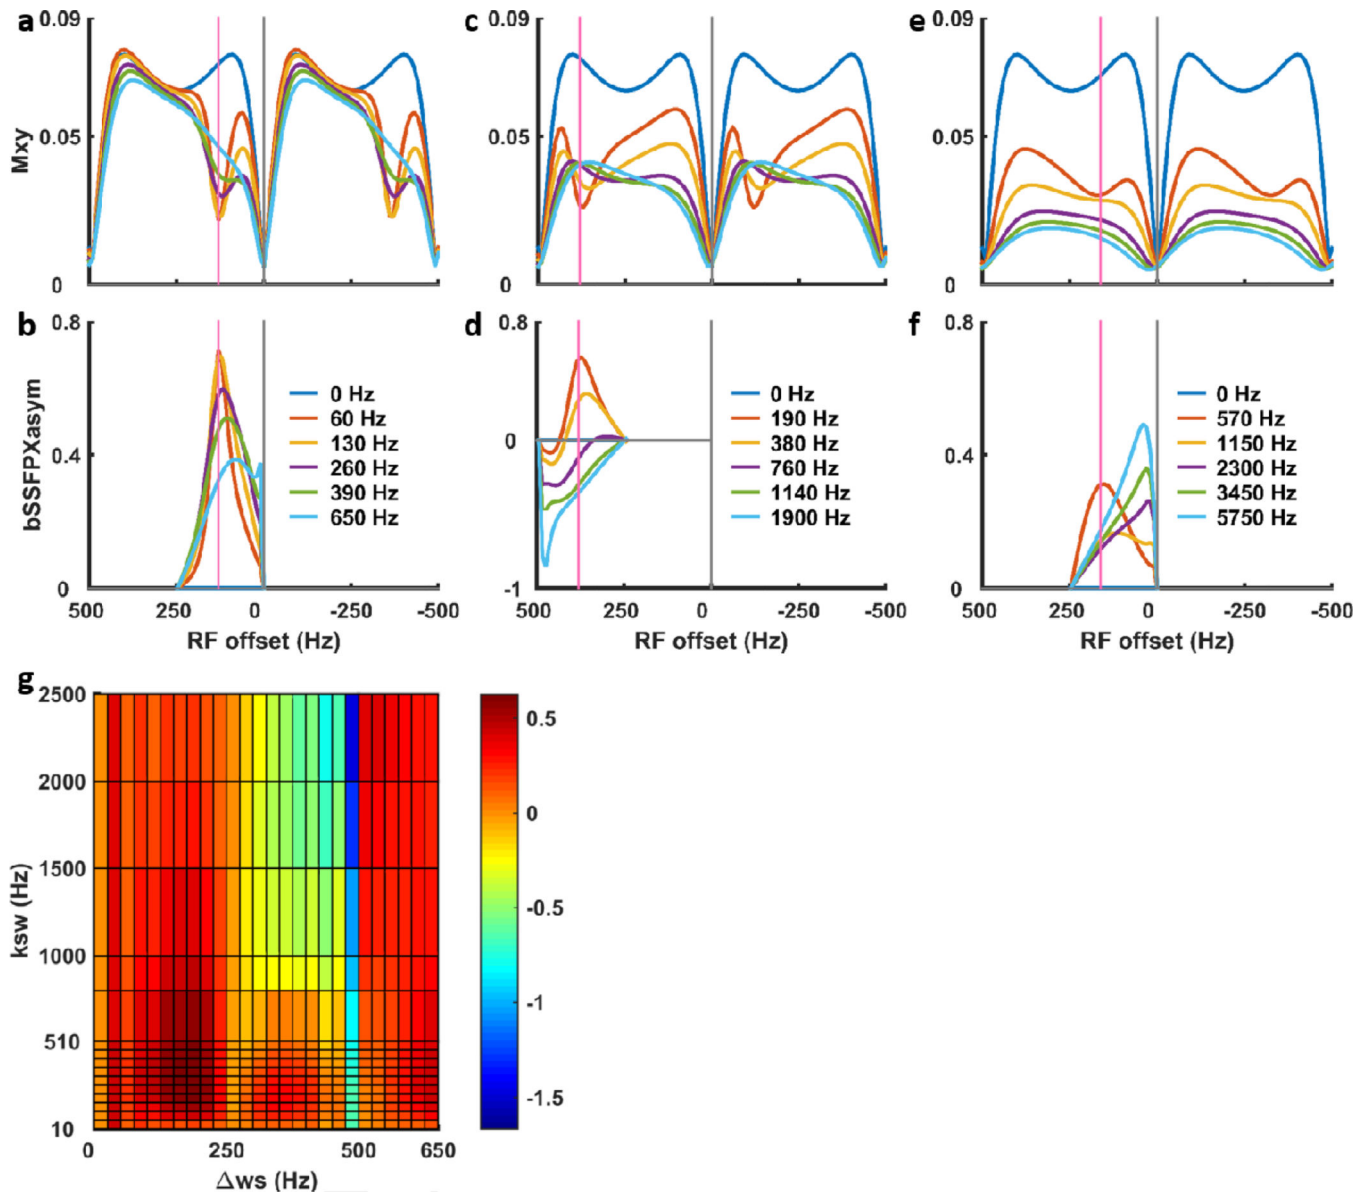 a
0.09
0.05
0
Mxy
c
0.09
0.05
0
e
0.09
0.05
0
b
0.8
0.4
0
bSSFPXasym
0 Hz
60 Hz
130 Hz
260 Hz
390 Hz
650 Hz
500
250
0
-250
-500
RF offset (Hz)
d
0.8
0
-1
0 Hz
190 Hz
380 Hz
760 Hz
1140 Hz
1900 Hz
500
250
0
-250
-500
RF offset (Hz)
f
0.8
0.4
0
0 Hz
570 Hz
1150 Hz
2300 Hz
3450 Hz
5750 Hz
500
250
0
-250
-500
RF offset (Hz)
g
2500
2000
1500
1000
510
10
ksw (Hz)
0
250
500
650
Δws (Hz)
0.5
0
-0.5
-1
-1.5